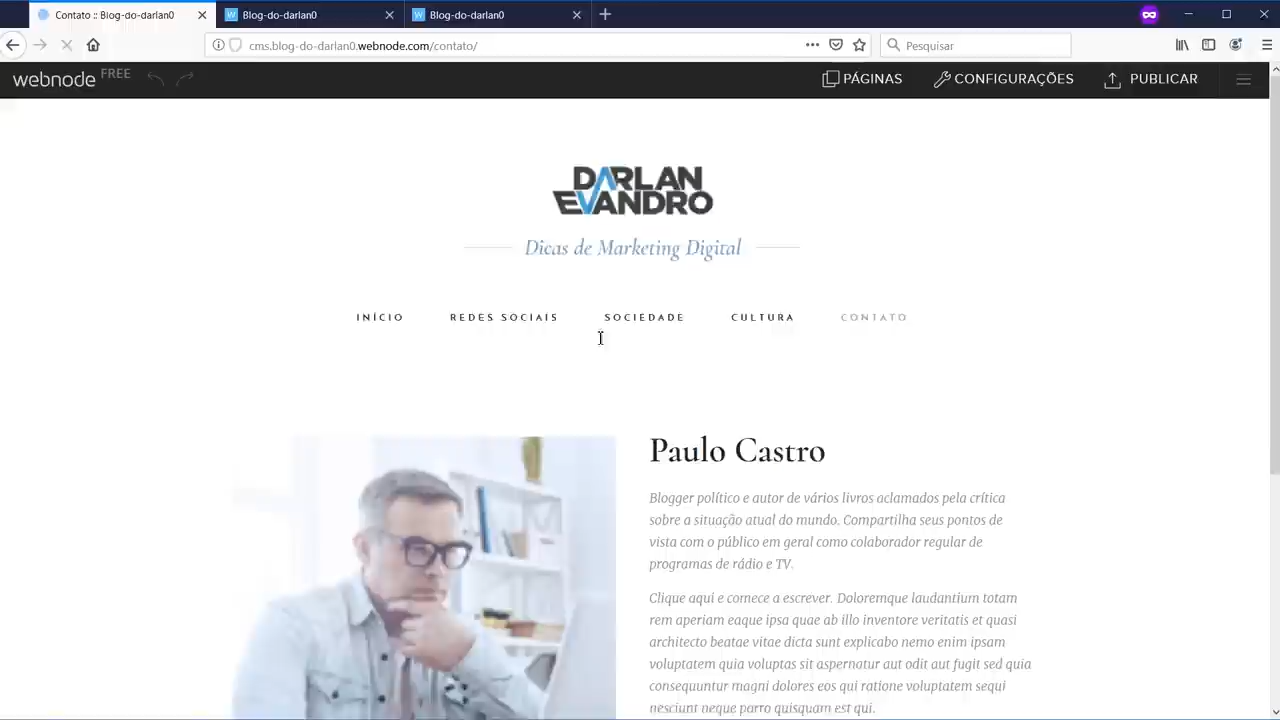 Contato :: Blog-do-darlan0
Blog-do-darlan0
Blog-do-darlan0
cms.blog-do-darlan0.webnode.com/contato/
Pesquisar
webnode FREE
PÁGINAS
CONFIGURAÇÕES
PUBLICAR
DARLAN
EVANDRO
Dicas de Marketing Digital
INÍCIO
REDES SOCIAIS
SOCIEDADE
CULTURA
CONTATO
Paulo Castro
Blogger político e autor de vários livros aclamados pela crítica
sobre a situação atual do mundo. Compartilha seus pontos de
vista com o público em geral como colaborador regular de
programas de rádio e TV.
Clique aqui e comece a escrever. Doloremque laudantium totam
rem aperiam eaque ipsa quae ab illo inventore veritatis et quasi
architecto beatae vitae dicta sunt explicabo nemo enim ipsam
voluptatem quia voluptas sit aspernatur aut odit aut fugit sed quia
consequuntur magni dolores eos qui ratione voluptatem sequi
nesciunt neque porro quisquam est qui.